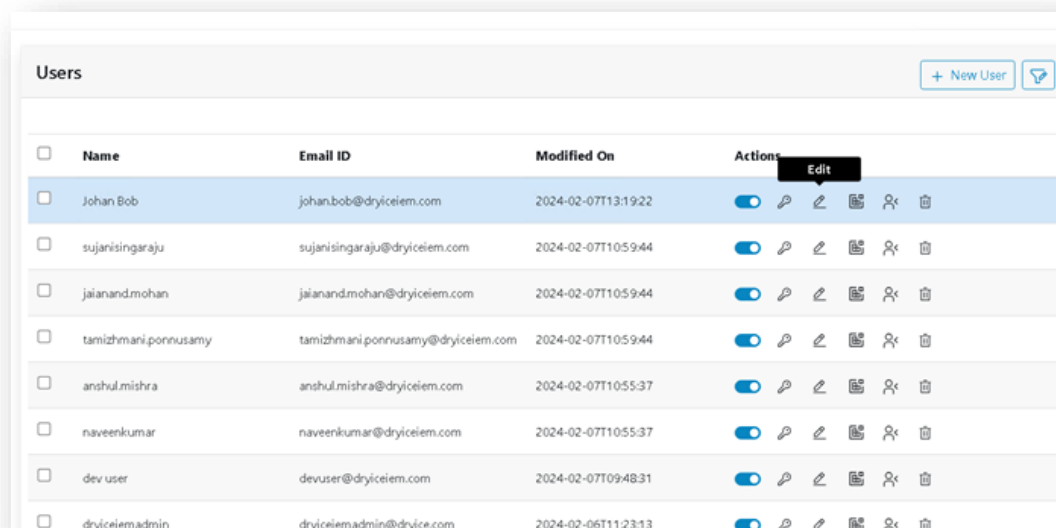 Users
+ New User
Name Email ID Modified On Actions
Edit
Johan Bob johan.bob@dryiceiem.com 2024-02-07T13:19:22
sujanisingaraju sujanisingaraju@dryiceiem.com 2024-02-07T10:59:44
jaianand.mohan jaianand.mohan@dryiceiem.com 2024-02-07T10:59:44
tamizhmani.ponnusamy tamizhmani.ponnusamy@dryiceiem.com 2024-02-07T10:59:44
anshul.mishra anshul.mishra@dryiceiem.com 2024-02-07T10:55:37
naveenkumar naveenkumar@dryiceiem.com 2024-02-07T10:55:37
dev user devuser@dryiceiem.com 2024-02-07T09:48:31
dryiceiemadmin dryiceiemadmin@dryice.com 2024-02-06T11:23:13